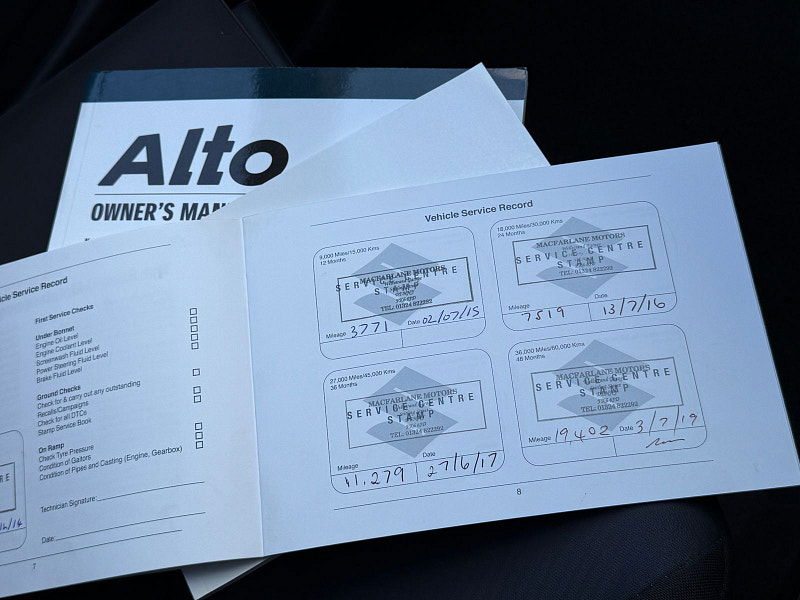 Alto
OWNER'S MAN
icle Service Record
First Service Checks
Under Bonnet
Engine Oil Level
Engine Coolant Level
Screenwash Fluid Level
Power Steering Fluid Level
Brake Fluid Level
Ground Checks
Check for & carry out any outstanding
Recalls/Campaigns
Check for all DTCs
Stamp Service Book
On Ramp
Check Tyre Pressure
Condition of Gaitors
Condition of Pipes and Casting (Engine, Gearbox)
Technician Signature:
Date:
7
Vehicle Service Record
9,000 Miles/15,000 Kms
12 Months
MACFARLANE MOTORS
SERVICE CENTRE
STAMP
TEL: 01324 822292
Mileage 3771 Date 02/07/15
18,000 Miles/30,000 Kms
24 Months
MACFARLANE MOTORS
SERVICE CENTRE
STAMP
TEL: 01324 822292
Mileage 7519 Date 13/7/16
27,000 Miles/45,000 Kms
36 Months
MACFARLANE MOTORS
SERVICE CENTRE
STAMP
TEL: 01324 822292
Mileage 11,279 Date 27/6/17
36,000 Miles/60,000 Kms
48 Months
MACFARLANE MOTORS
SERVICE CENTRE
STAMP
TEL: 01324 822292
Mileage 19,402 Date 3/7/19
8